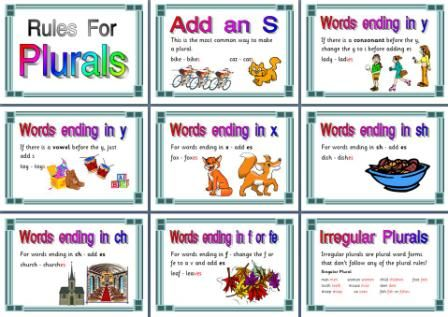 Rules For
Plurals
Add an S
This is the most common way to make
a plural.
bike - bikes
cat - cats
Words ending in y
If there is a consonant before the y,
change the y to i before adding es
lady - ladies
Words ending in y
If there is a vowel before the y, just
add s
toy - toys
Words ending in x
For words ending in x - add es
fox - foxes
Words ending in sh
For words ending in sh - add es
dish - dishes
Words ending in ch
For words ending in ch - add es
church - churches
Words ending in f or fe
For words ending in f - change the f or
fe to a v and add es
leaf - leaves
Irregular Plurals
Irregular plurals are plural word forms
that don't follow any of the plural rules!